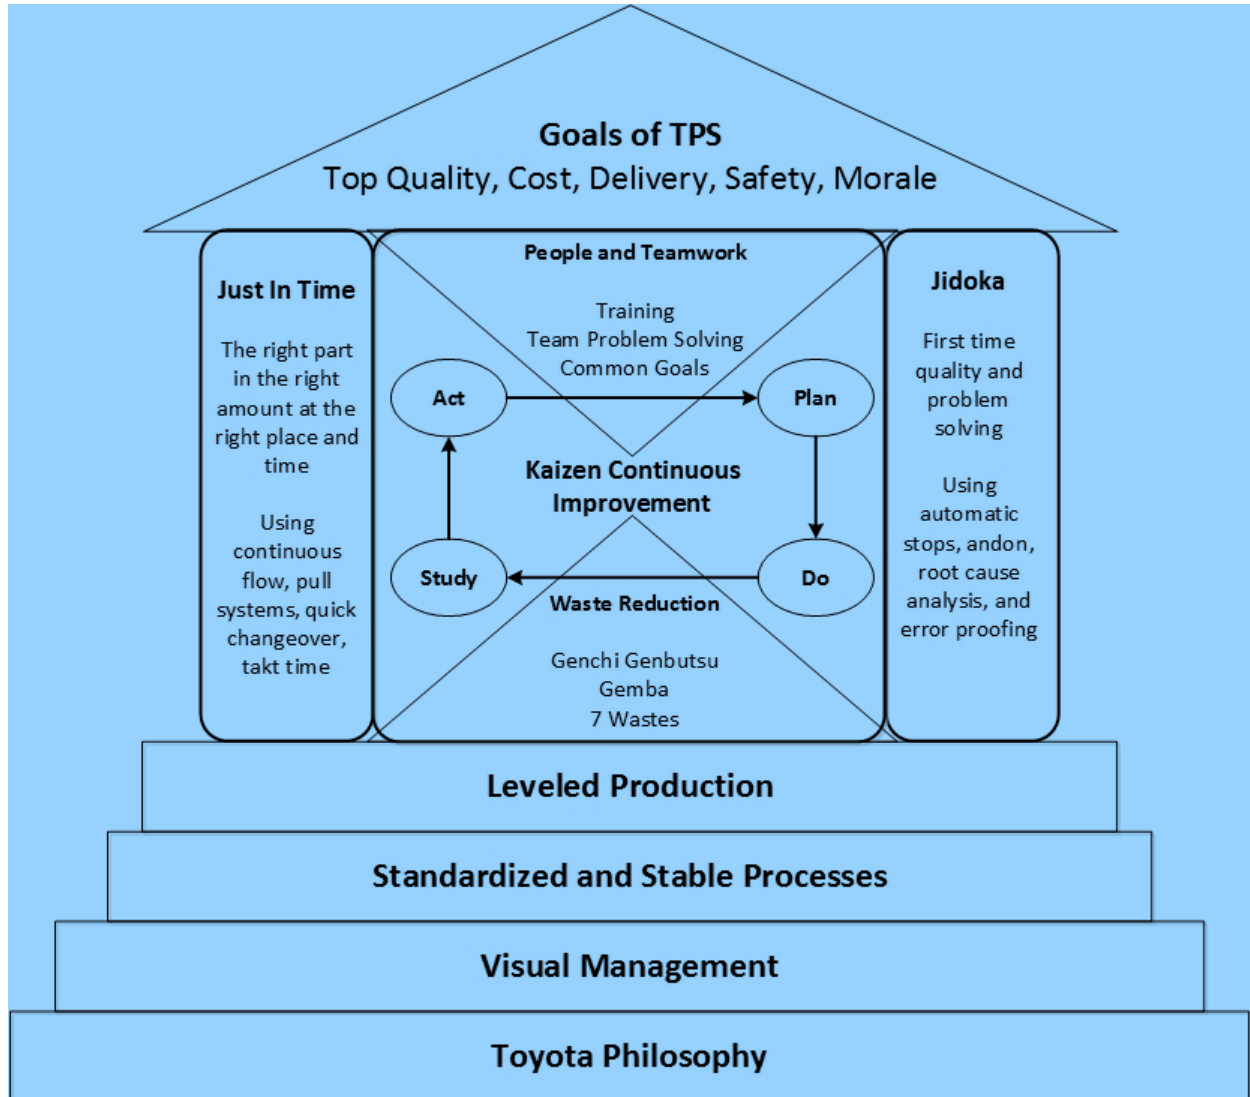 Goals of TPS
Top Quality, Cost, Delivery, Safety, Morale
Just In Time
The right part
in the right
amount at the
right place and
time
Using
continuous
flow, pull
systems, quick
changeover,
takt time
People and Teamwork
Training
Team Problem Solving
Common Goals
Act
Plan
Kaizen Continuous
Improvement
Study
Do
Waste Reduction
Genchi Genbutsu
Gemba
7 Wastes
Jidoka
First time
quality and
problem
solving
Using
automatic
stops, andon,
root cause
analysis, and
error proofing
Leveled Production
Standardized and Stable Processes
Visual Management
Toyota Philosophy